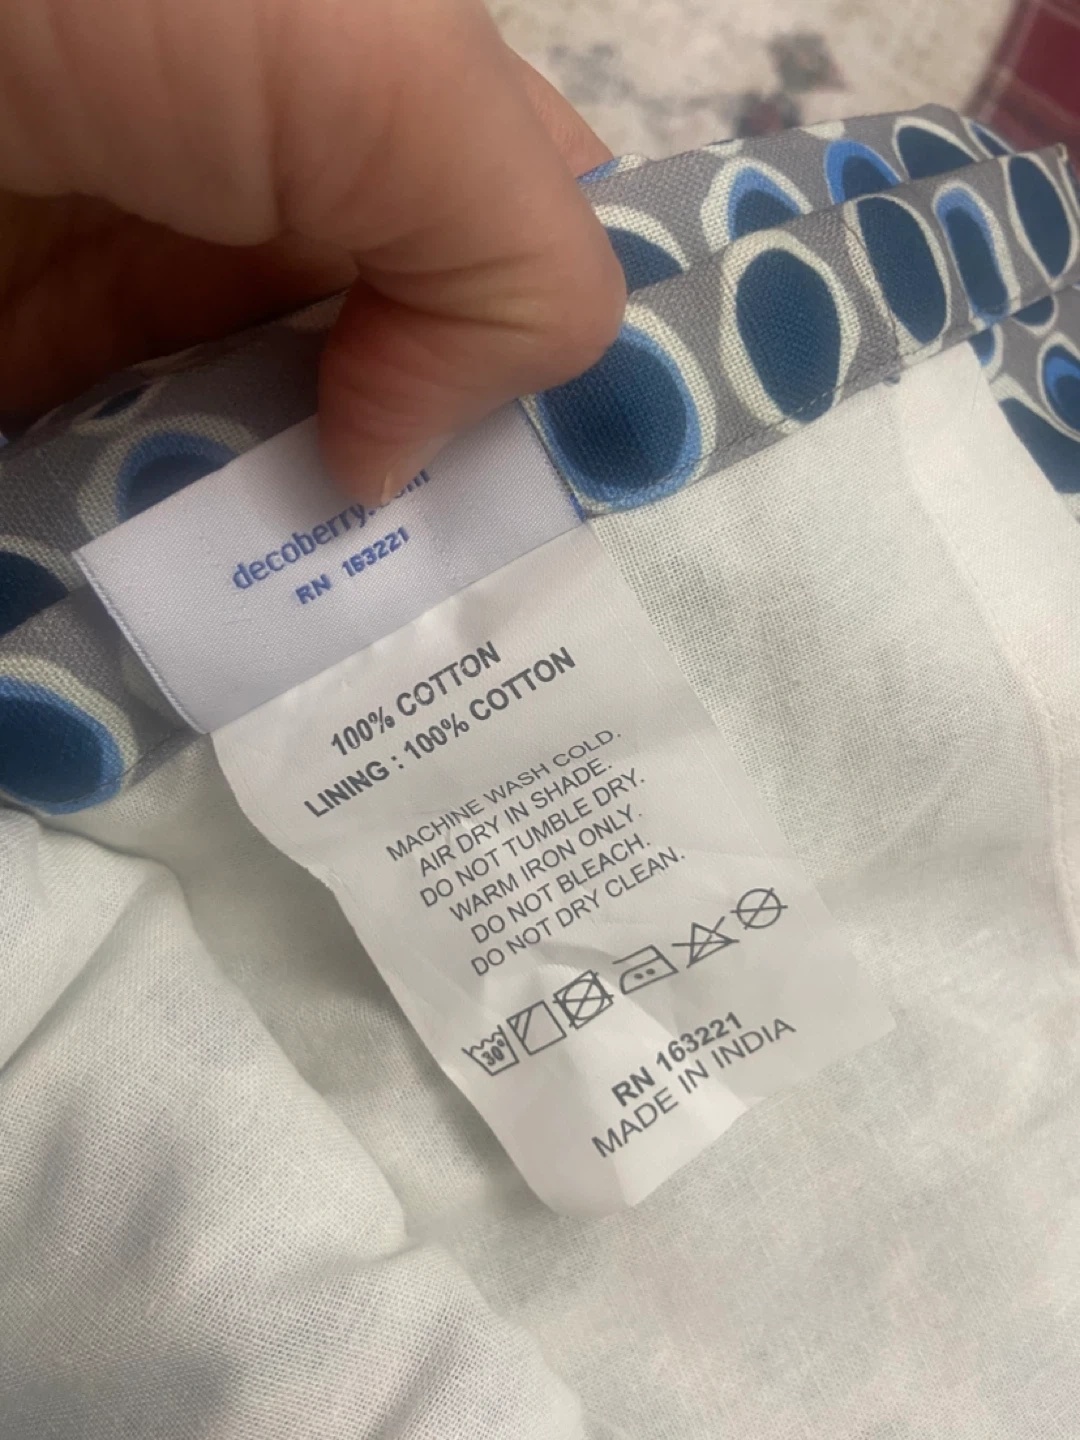 decoberry.com
RN 163221
100% COTTON
LINING : 100% COTTON
MACHINE WASH COLD.
AIR DRY IN SHADE.
DO NOT TUMBLE DRY.
WARM IRON ONLY.
DO NOT BLEACH.
DO NOT DRY CLEAN.
30°
RN 163221
MADE IN INDIA